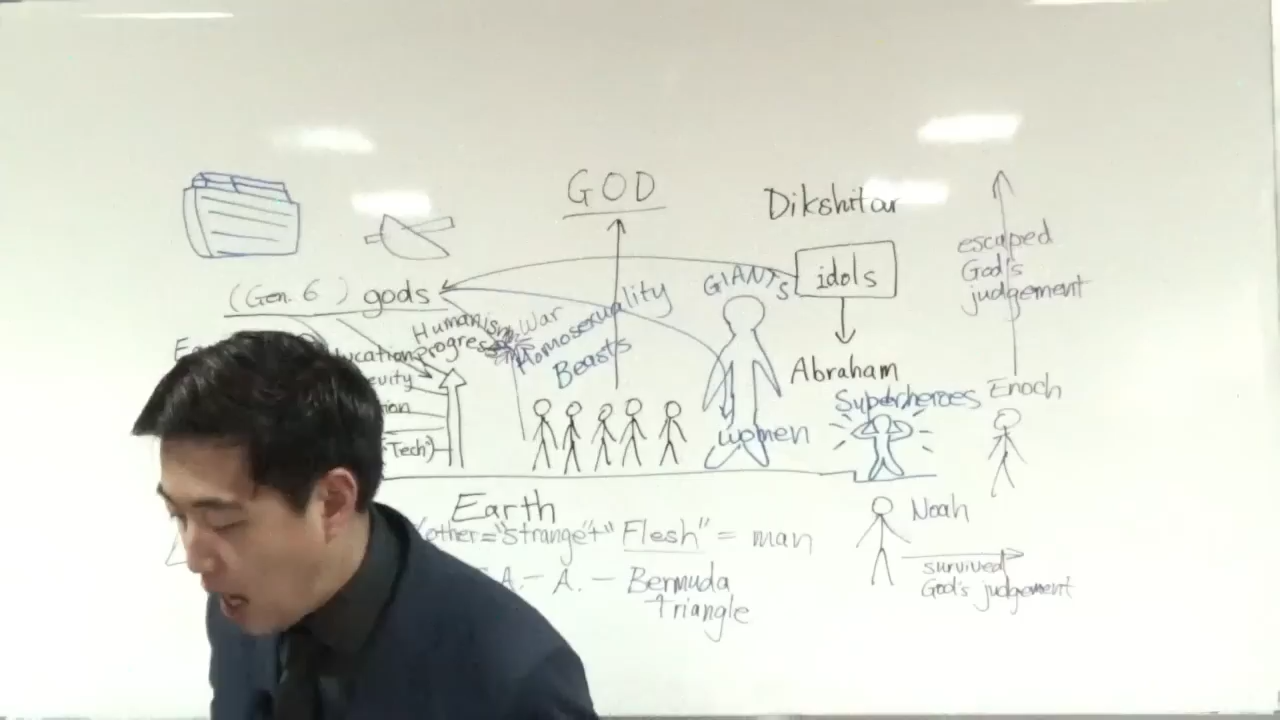 GOD
Dikshitar
escaped
God's
judgement
idols
GIANTS
(Gen. 6) gods
Humanism
progress
War
Homosexuality
Beasts
Abraham
Superheroes
Enoch
women
Tech")
Earth
Noah
other="strange"+"Flesh" = man
survived
God's judgement
A.- A. - Bermuda
Triangle